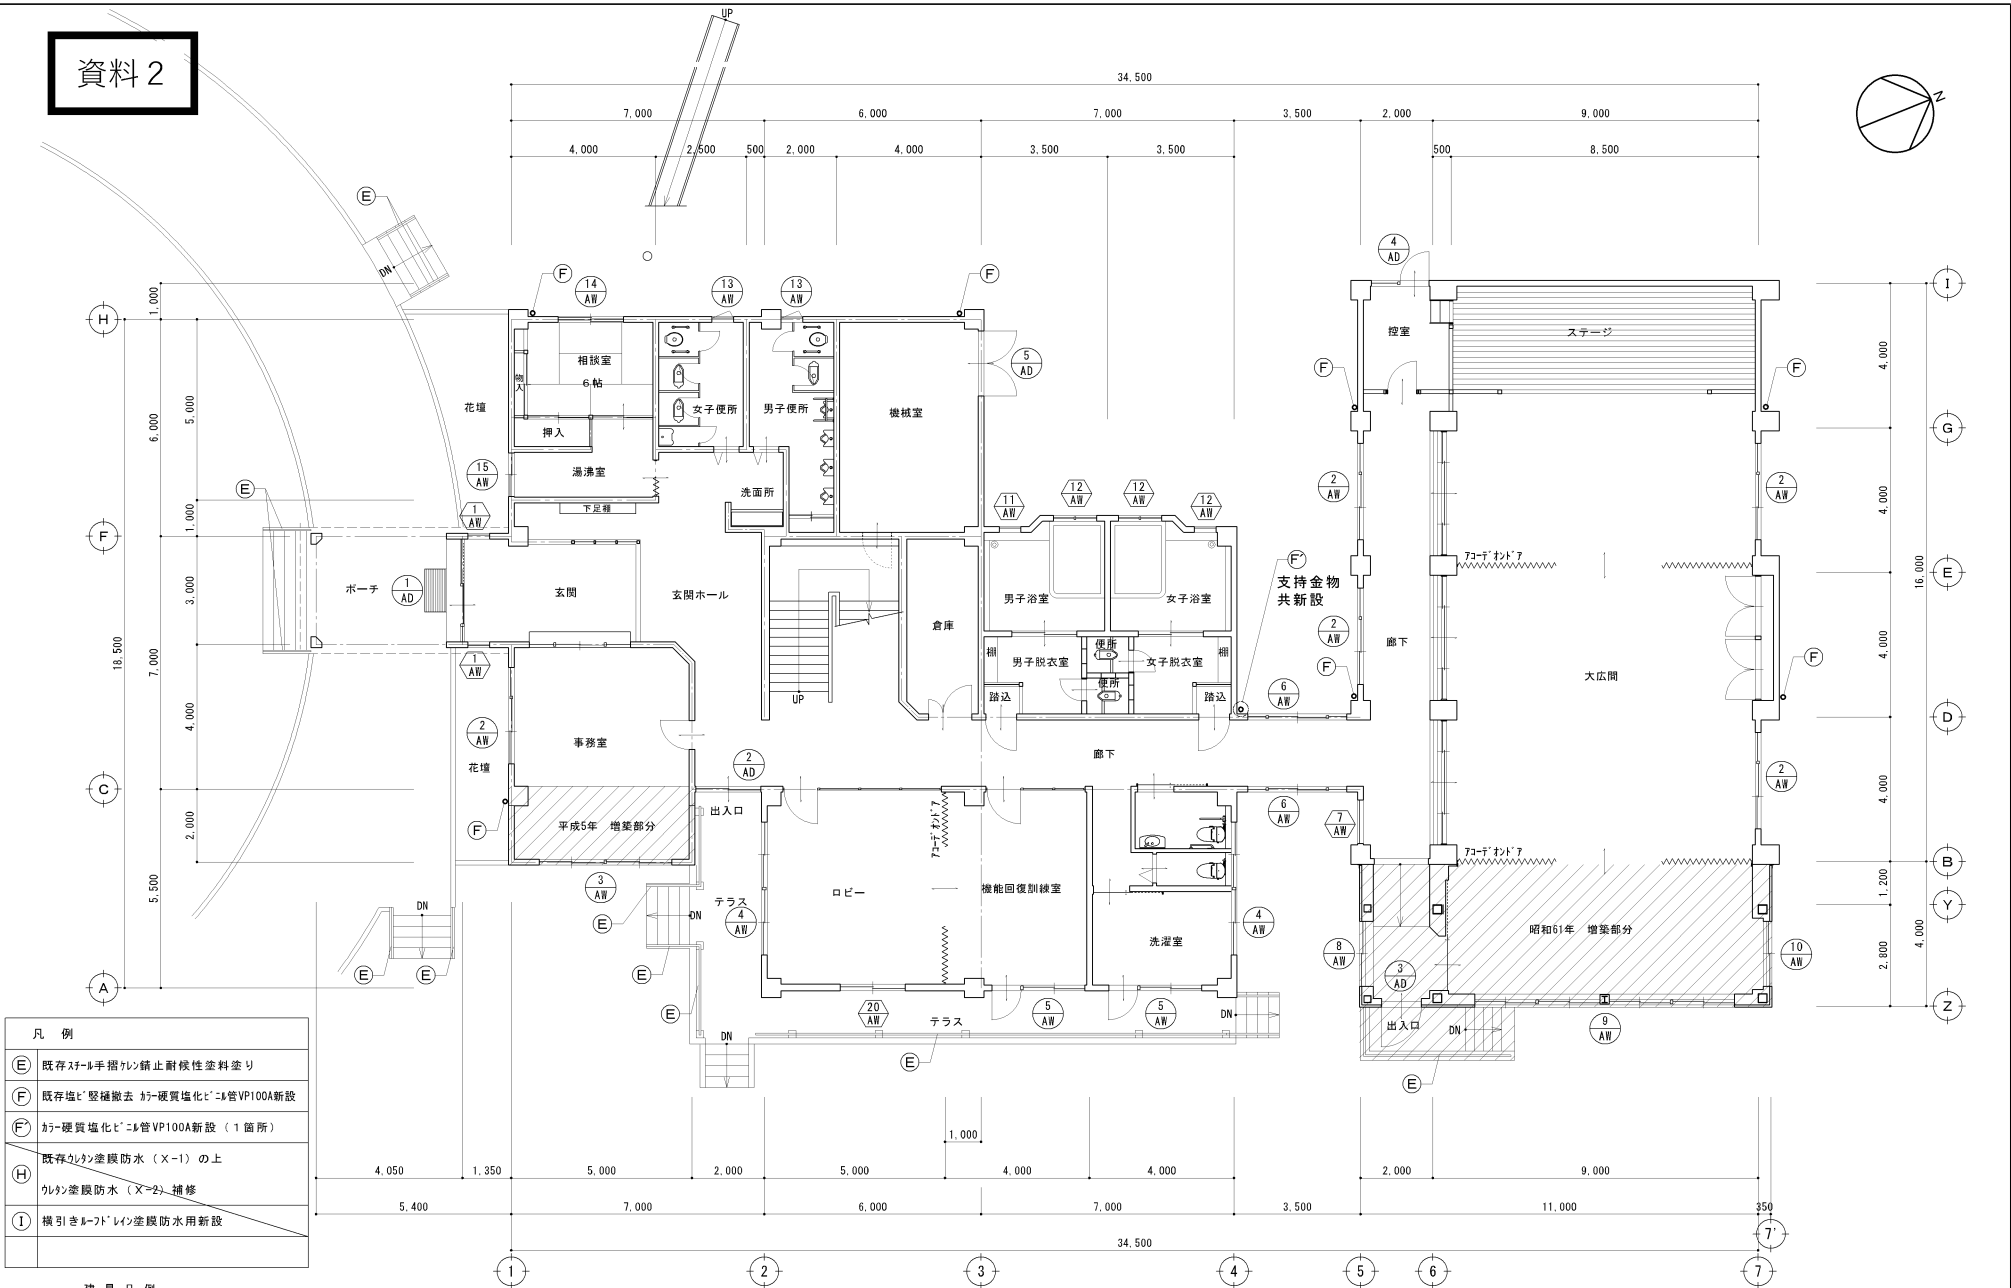 資料２
UP
34,500
7,000
6,000
7,000
3,500
2,000
9,000
4,000
2,500
500
2,000
4,000
3,500
3,500
500
8,500
N
E
DN
F
14
AW
13
AW
13
AW
F
4
AD
I
H
1,000
相談室
6帖
物入
押入
花壇
女子便所
男子便所
機械室
5
AD
控室
ステージ
F
F
4,000
6,000
5,000
15
AW
湯沸室
下足棚
洗面所
G
E
1,000
1
AW
11
AW
12
AW
12
AW
12
AW
2
AW
2
AW
4,000
F
ポーチ
1
AD
玄関
玄関ホール
倉庫
男子浴室
女子浴室
F'
支持金物
共新設
アコーデオンドア
E
16,000
3,000
18,500
7,000
1
AW
UP
棚
男子脱衣室
便所
便所
女子脱衣室
棚
踏込
踏込
6
AW
2
AW
F
廊下
大広間
F
4,000
D
4,000
2
AW
事務室
花壇
2
AD
廊下
2
AW
C
F
平成5年 増築部分
出入口
アコーデオンドア
6
AW
7
AW
アコーデオンドア
4,000
B
2,000
5,500
3
AW
ロビー
機能回復訓練室
1,200
Y
DN
E
DN
テラス
4
AW
洗濯室
4
AW
8
AW
昭和61年 増築部分
10
AW
2,800
4,000
E
E
E
3
AD
A
E
20
AW
テラス
5
AW
5
AW
DN
出入口
DN
9
AW
Z
DN
E
E
凡 例
E 既存スチール手摺ケレン錆止耐候性塗料塗り
F 既存塩ビ竪樋撤去 カラー硬質塩化ビニル管VP100A新設
F' カラー硬質塩化ビニル管VP100A新設（１箇所）
H 既存ウレタン塗膜防水（X-1）の上
ウレタン塗膜防水（X-2）補修
I 横引きルーフドレイン塗膜防水用新設
1,000
4,050
1,350
5,000
2,000
5,000
4,000
4,000
2,000
9,000
5,400
7,000
6,000
7,000
3,500
11,000
350
7'
34,500
1
2
3
4
5
6
7